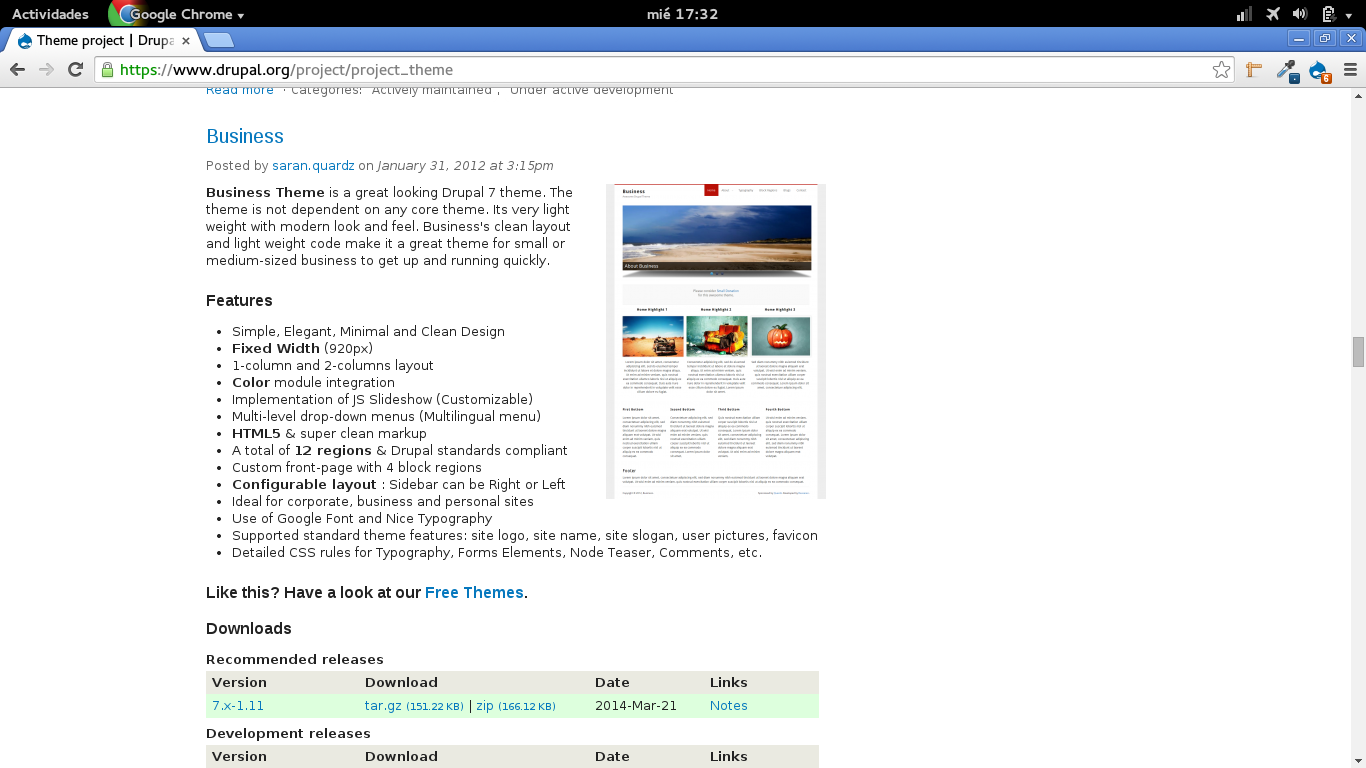 Actividades
Google Chrome
mié 17:32
Theme project | Drupa
https://www.drupal.org/project/project_theme
6
Read more · Categories: Actively maintained , Under active development
Business
Posted by saran.quardz on January 31, 2012 at 3:15pm
Business Theme is a great looking Drupal 7 theme. The
theme is not dependent on any core theme. Its very light
weight with modern look and feel. Business's clean layout
and light weight code make it a great theme for small or
medium-sized business to get up and running quickly.
Business
About Business
Home Highlight 1
Home Highlight 2
Home Highlight 3
First Bottom
Second Bottom
Third Bottom
Fourth Bottom
Footer
Features
• Simple, Elegant, Minimal and Clean Design
• Fixed Width (920px)
• 1-column and 2-columns layout
• Color module integration
• Implementation of JS Slideshow (Customizable)
• Multi-level drop-down menus (Multilingual menu)
• HTML5 & super clean markup
• A total of 12 regions & Drupal standards compliant
• Custom front-page with 4 block regions
• Configurable layout : Sidebar can be Right or Left
• Ideal for corporate, business and personal sites
• Use of Google Font and Nice Typography
• Supported standard theme features: site logo, site name, site slogan, user pictures, favicon
• Detailed CSS rules for Typography, Forms Elements, Node Teaser, Comments, etc.
Like this? Have a look at our Free Themes.
Downloads
Recommended releases
Version Download Date Links
7.x-1.11 tar.gz (151.22 KB) | zip (166.12 KB) 2014-Mar-21 Notes
Development releases
Version Download Date Links